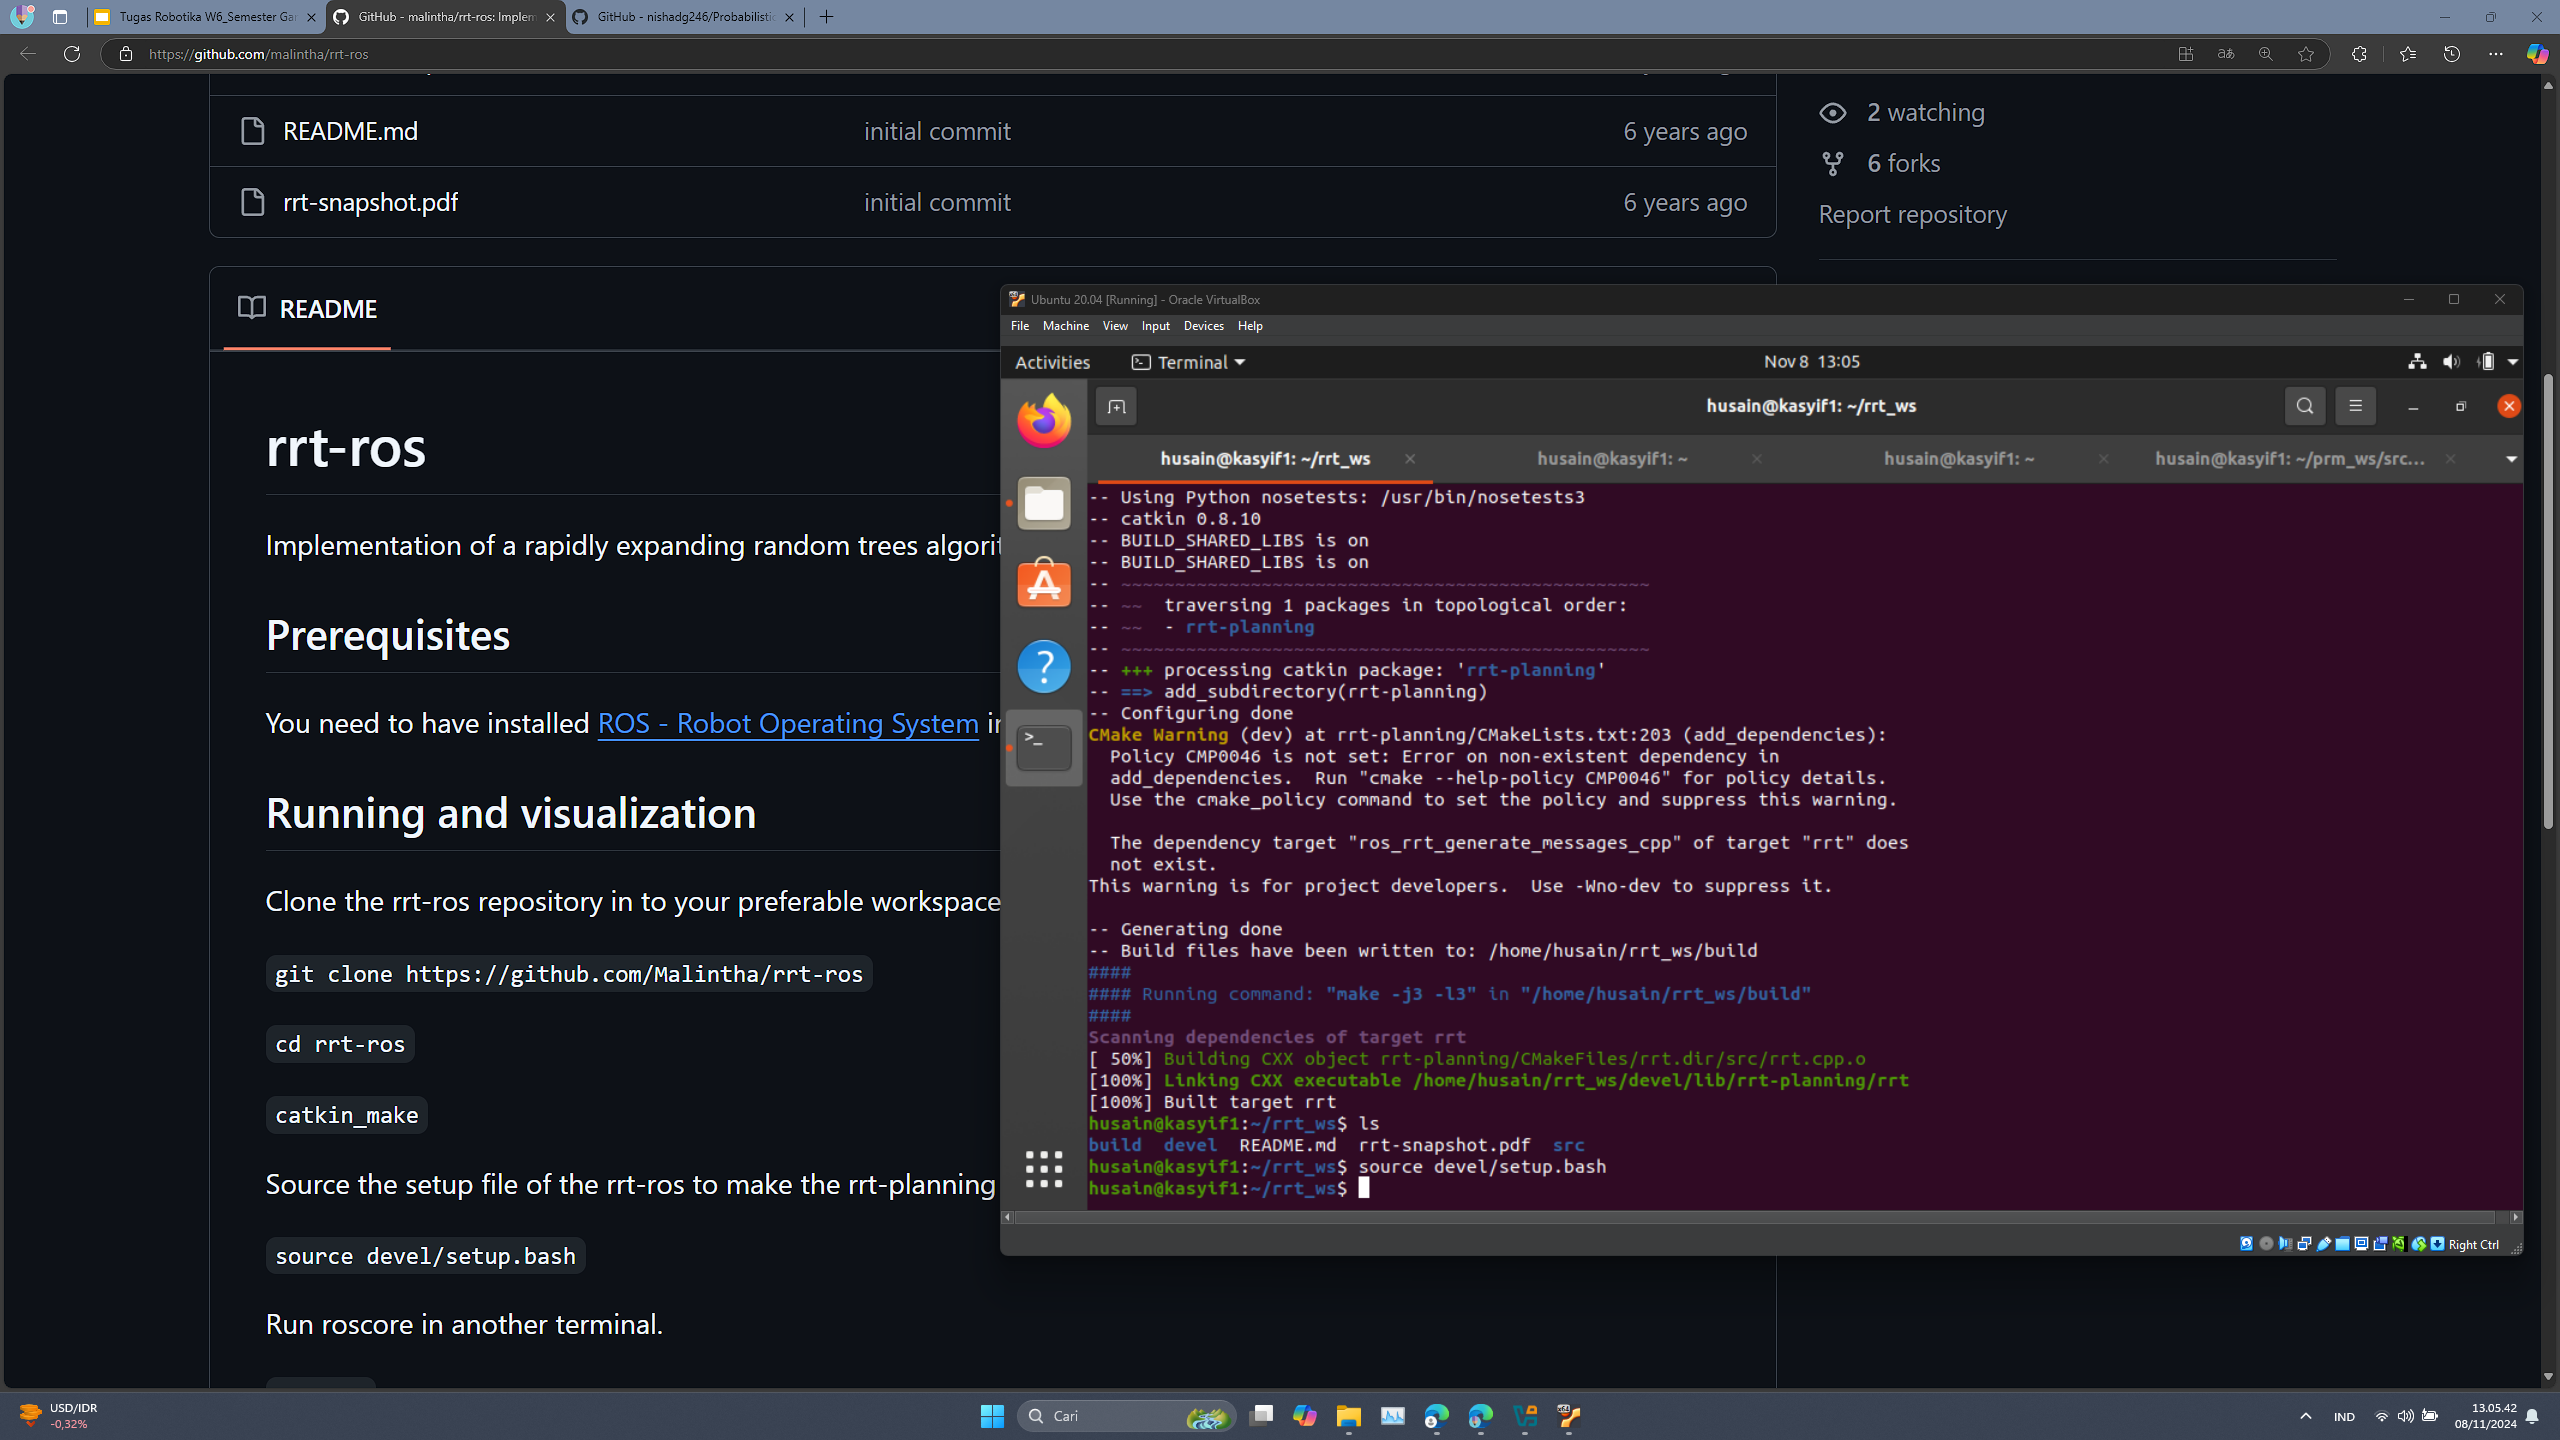 Tugas Robotika W6_Semester Ga
GitHub - malintha/rrt-ros: Implem
GitHub - nishadg246/Probabilistic
https://github.com/malintha/rrt-ros
README.md
initial commit
6 years ago
rrt-snapshot.pdf
initial commit
6 years ago
2 watching
6 forks
Report repository
README
rrt-ros
Implementation of a rapidly expanding random trees algorit
Prerequisites
You need to have installed ROS - Robot Operating System in
Running and visualization
Clone the rrt-ros repository in to your preferable workspace
git clone https://github.com/Malintha/rrt-ros
cd rrt-ros
catkin_make
Source the setup file of the rrt-ros to make the rrt-planning
source devel/setup.bash
Run roscore in another terminal.
Ubuntu 20.04 [Running] - Oracle VirtualBox
File Machine View Input Devices Help
Activities
Terminal
Nov 8 13:05
husain@kasyif1: ~/rrt_ws
husain@kasyif1: ~/rrt_ws
husain@kasyif1: ~
husain@kasyif1: ~
husain@kasyif1: ~/prm_ws/src...
-- Using Python nosetests: /usr/bin/nosetests3
-- catkin 0.8.10
-- BUILD_SHARED_LIBS is on
-- BUILD_SHARED_LIBS is on
-- ~~~~~~~~~~~~~~~~~~~~~~~~~~~~~~~~~~~~~~~~~~~~~~~~~
-- ~~  traversing 1 packages in topological order:
-- ~~  - rrt-planning
-- ~~~~~~~~~~~~~~~~~~~~~~~~~~~~~~~~~~~~~~~~~~~~~~~~~
-- +++ processing catkin package: 'rrt-planning'
-- ==> add_subdirectory(rrt-planning)
-- Configuring done
CMake Warning (dev) at rrt-planning/CMakeLists.txt:203 (add_dependencies):
Policy CMP0046 is not set: Error on non-existent dependency in
add_dependencies.  Run "cmake --help-policy CMP0046" for policy details.
Use the cmake_policy command to set the policy and suppress this warning.
The dependency target "ros_rrt_generate_messages_cpp" of target "rrt" does
not exist.
This warning is for project developers.  Use -Wno-dev to suppress it.
-- Generating done
-- Build files have been written to: /home/husain/rrt_ws/build
####
#### Running command: "make -j3 -l3" in "/home/husain/rrt_ws/build"
####
Scanning dependencies of target rrt
[ 50%] Building CXX object rrt-planning/CMakeFiles/rrt.dir/src/rrt.cpp.o
[100%] Linking CXX executable /home/husain/rrt_ws/devel/lib/rrt-planning/rrt
[100%] Built target rrt
husain@kasyif1:~/rrt_ws$ ls
build  devel  README.md  rrt-snapshot.pdf  src
husain@kasyif1:~/rrt_ws$ source devel/setup.bash
husain@kasyif1:~/rrt_ws$
Right Ctrl
USD/IDR
-0,32%
Cari
IND
13.05.42
08/11/2024